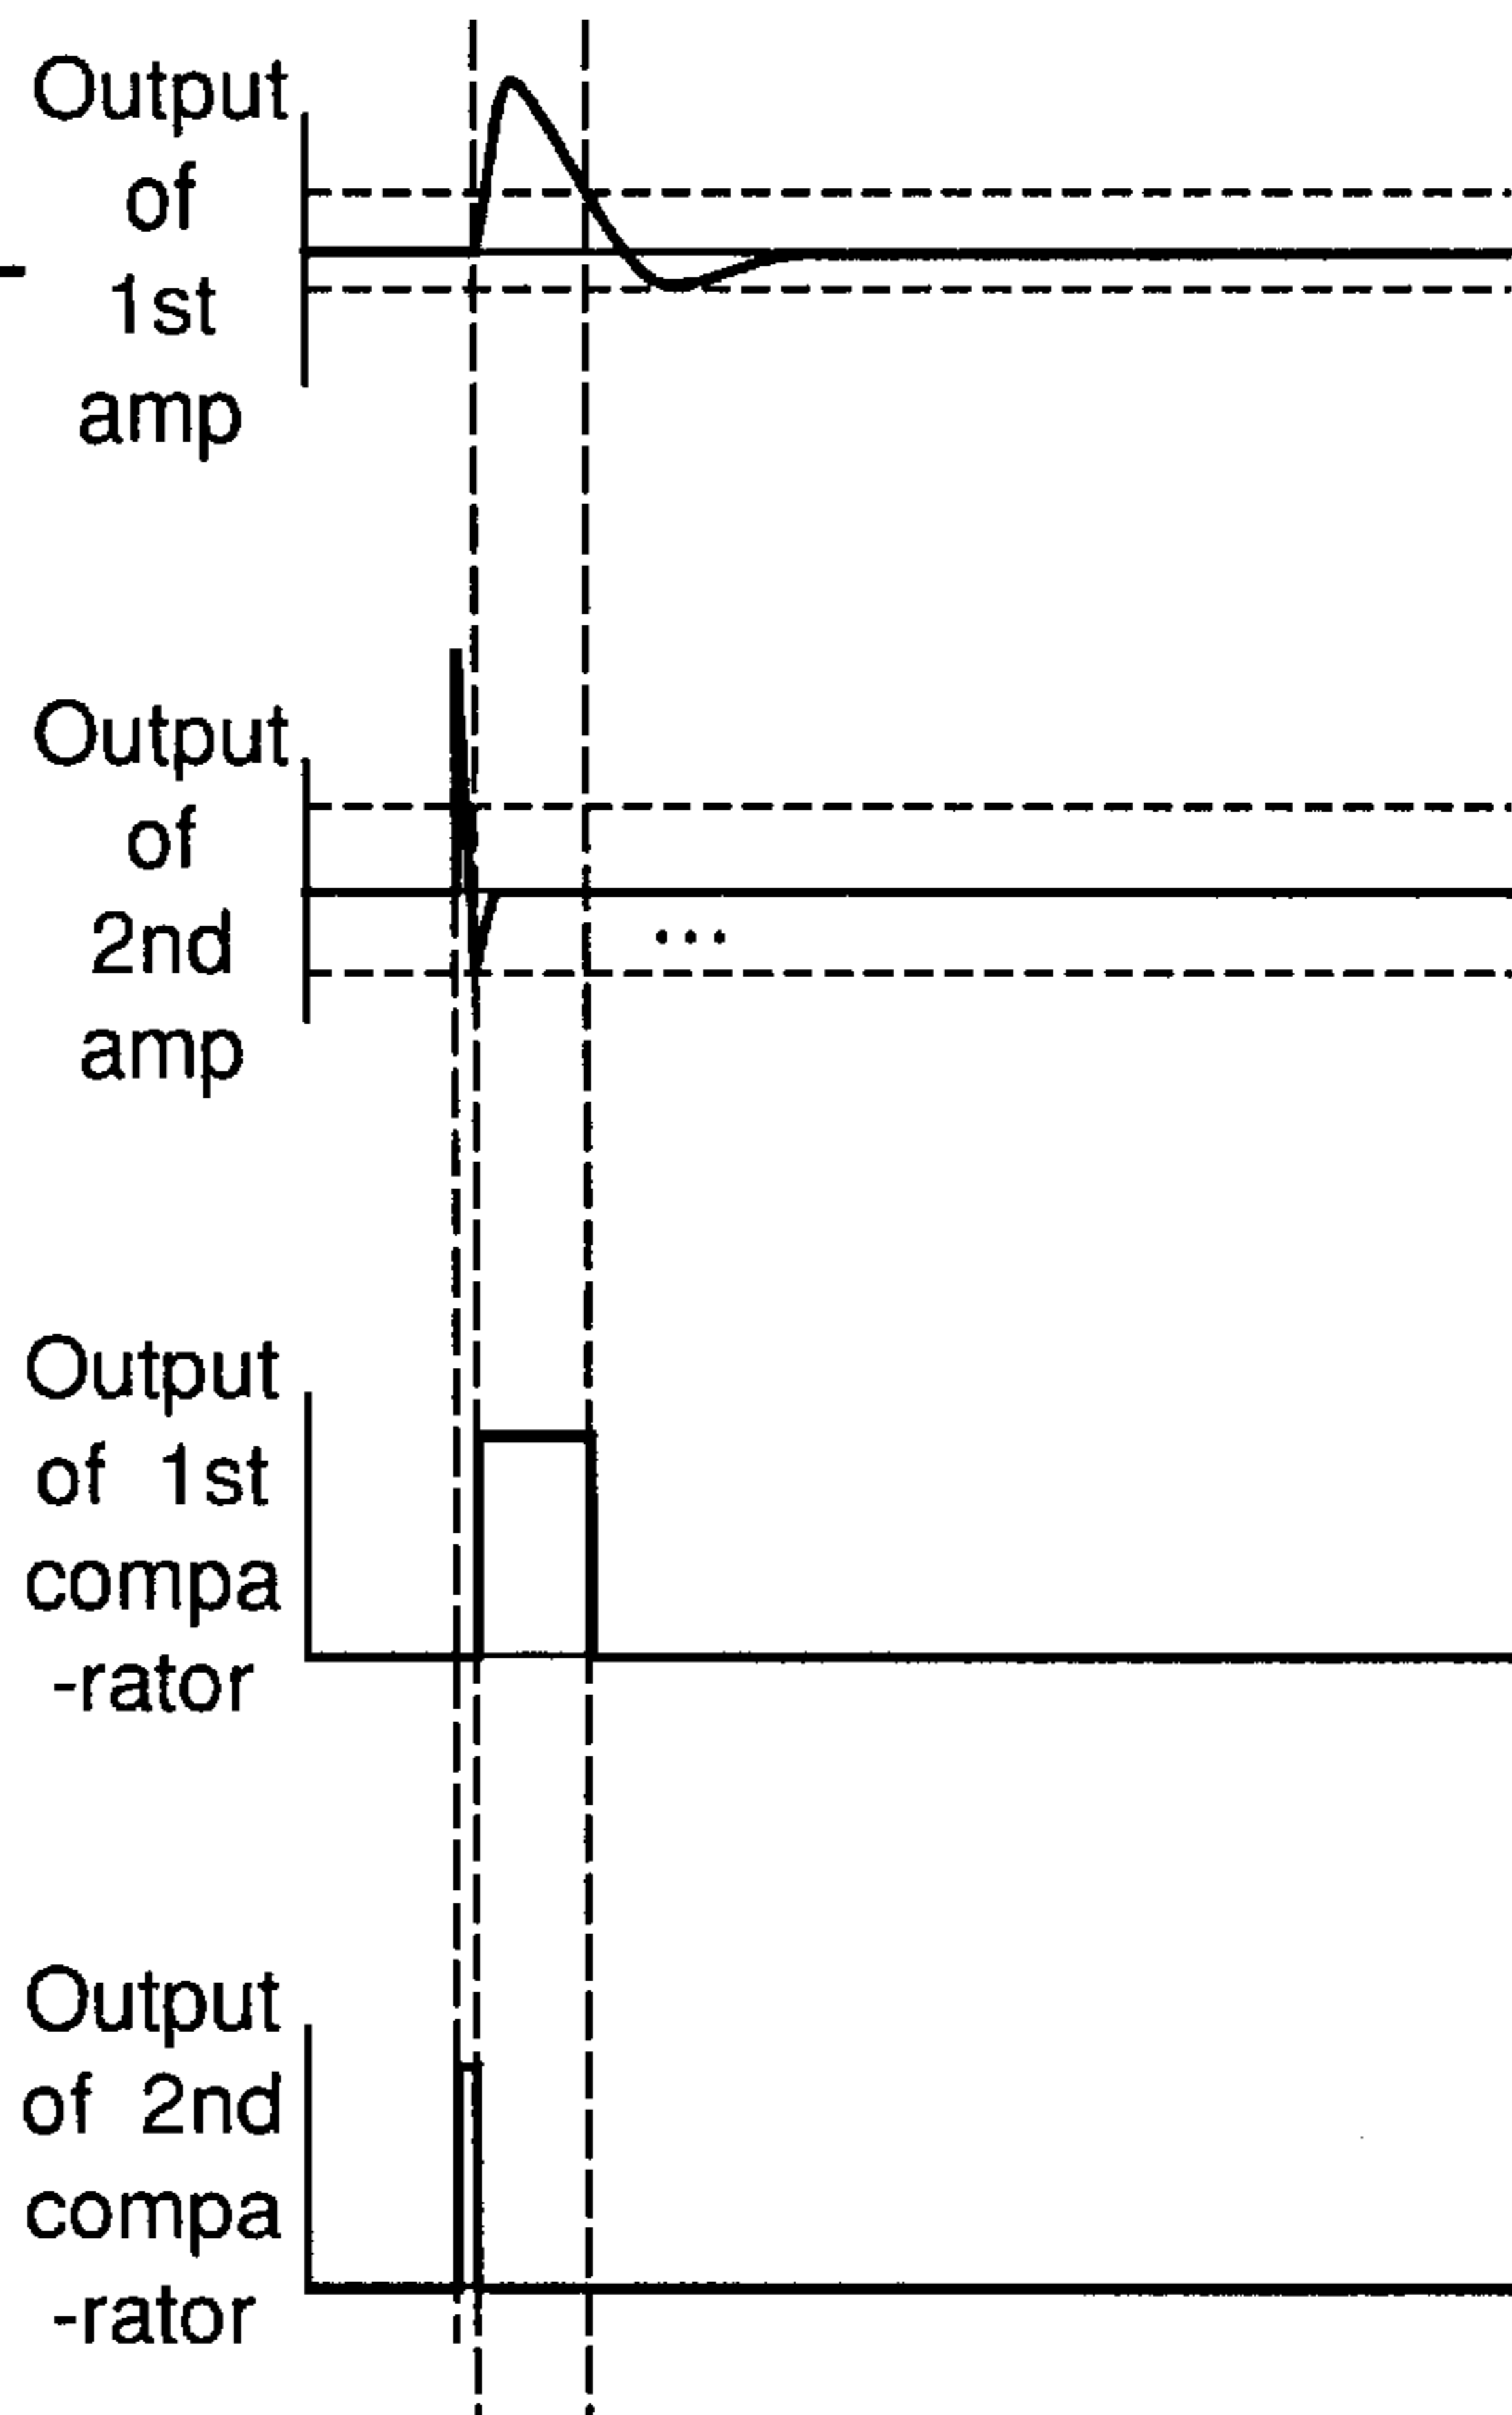 Output
of
1st
amp
Output
of
2nd
amp
...
Output
of 1st
compa
-rator
Output
of 2nd
compa
-rator